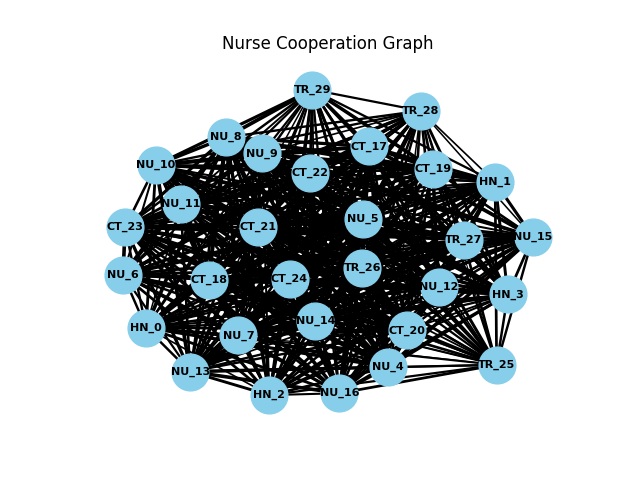 Nurse Cooperation Graph
TR_29
TR_28
NU_8
CT_17
NU_9
NU_10
CT_19
CT_22
HN_1
NU_11
NU_5
CT_23
CT_21
NU_15
TR_27
TR_26
NU_6
CT_24
CT_18
NU_12
HN_3
NU_14
HN_0
CT_20
NU_7
TR_25
NU_4
NU_13
NU_16
HN_2